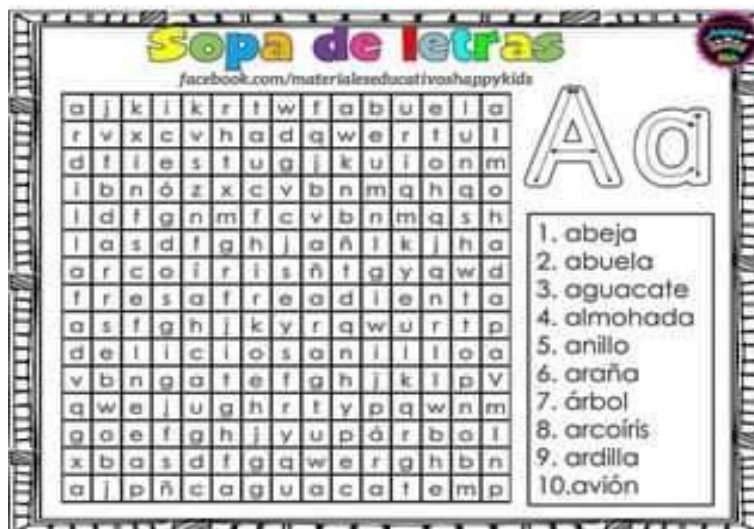 Sopa de letras
facebook.com/materialeseducativoshappykids
a j k i k r t w f a b u e l a
r v x c v h a d q w e r t u l
d f i e s t u g j k u i o n m
i b n ó z x c v b n m q h q o
l d f g n m f c v b n m q s h
l a s d f g h j a ñ l k j h a
a r c o í r i s ñ t g y q w d
f r e s a f r e a d i e n t a
a s f g h j k y r q w u r t p
d e l i c i o s a n i l l o a
v b n g a t e f g h j k l p V
q w e j u g h r t y p q w n m
g a e f g h j y u p á r b o l
x b a s d f g q w e r g h b n
a j p ñ c a g u a c a t e m p
A a
1. abeja
2. abuela
3. aguacate
4. almohada
5. anillo
6. araña
7. árbol
8. arcoíris
9. ardilla
10.avión